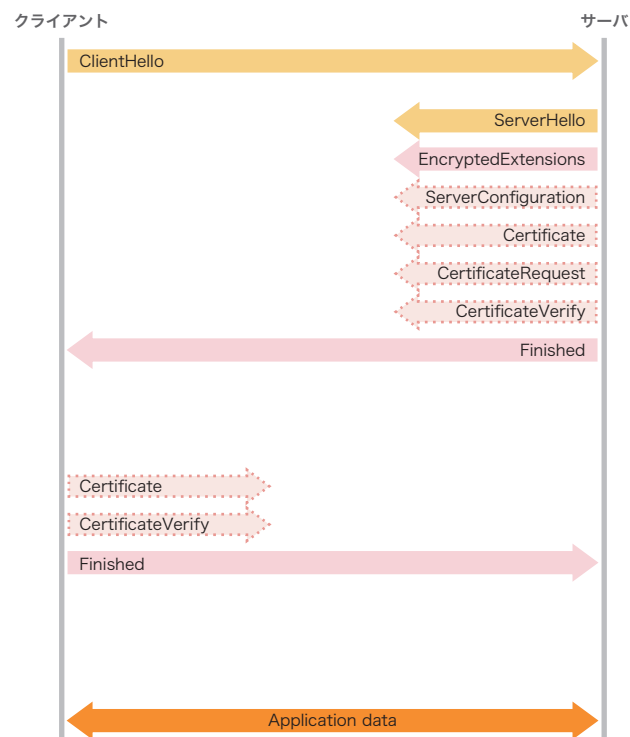 クライアント
サーバ
ClientHello
ServerHello
EncryptedExtensions
ServerConfiguration
Certificate
CertificateRequest
CertificateVerify
Finished
Certificate
CertificateVerify
Finished
Application data